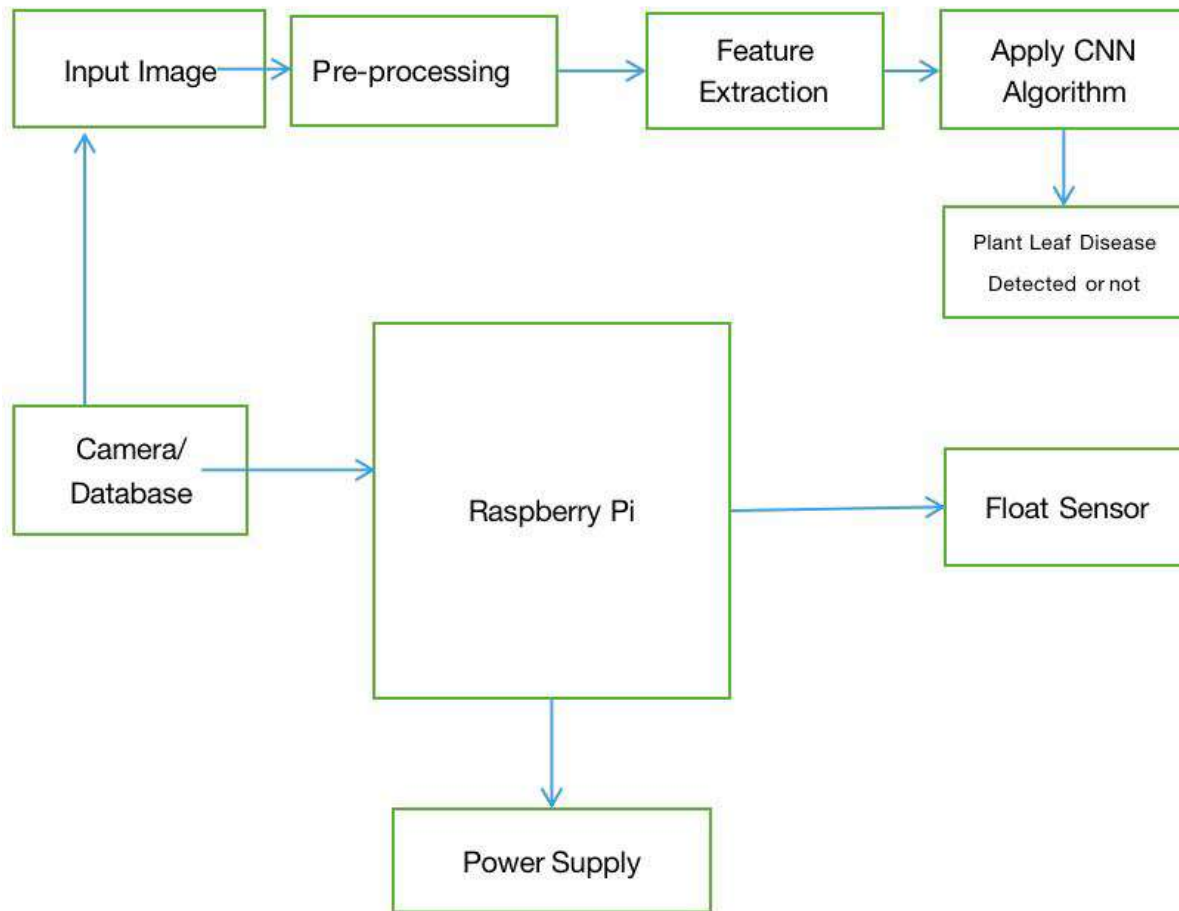 Input Image
Pre-processing
Feature
Extraction
Apply CNN
Algorithm
Plant Leaf Disease
Detected or not
Camera/
Database
Raspberry Pi
Float Sensor
Power Supply